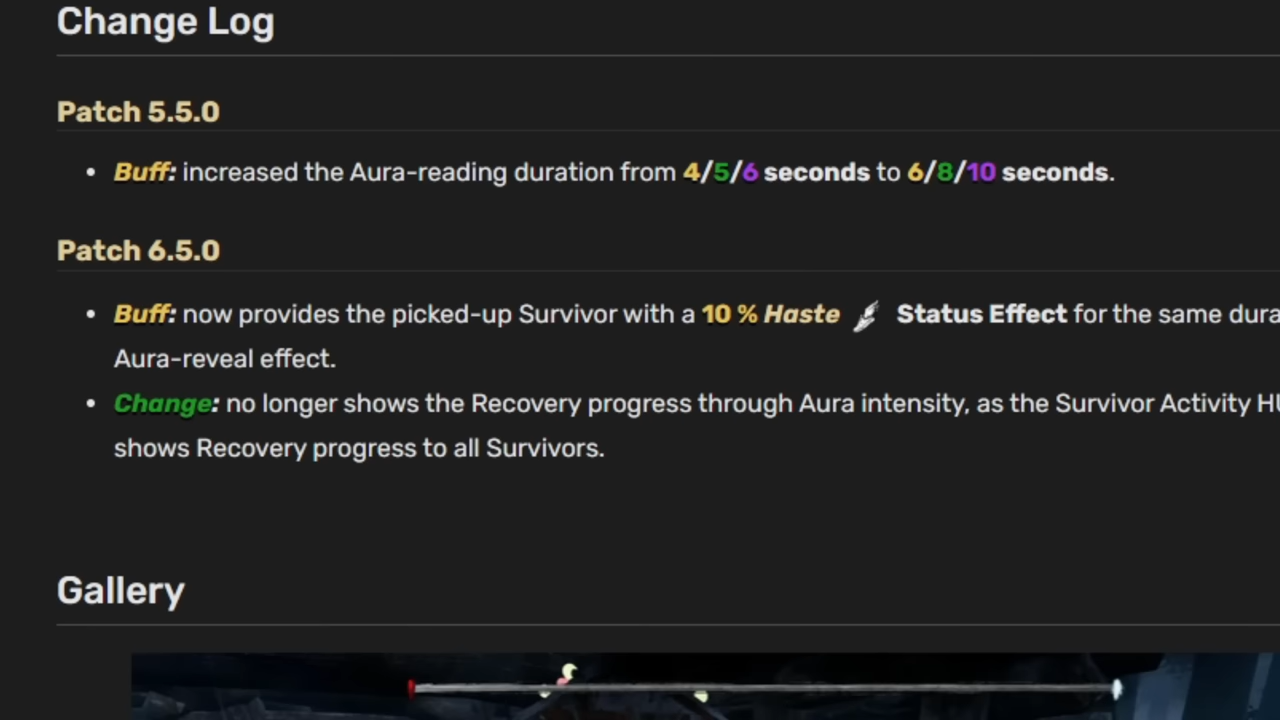 Change Log
Patch 5.5.0
Buff: increased the Aura-reading duration from 4/5/6 seconds to 6/8/10 seconds.
Patch 6.5.0
Buff: now provides the picked-up Survivor with a 10 % Haste Status Effect for the same
Aura-reveal effect.
Change: no longer shows the Recovery progress through Aura intensity, as the Survivor Activity
shows Recovery progress to all Survivors.
Gallery